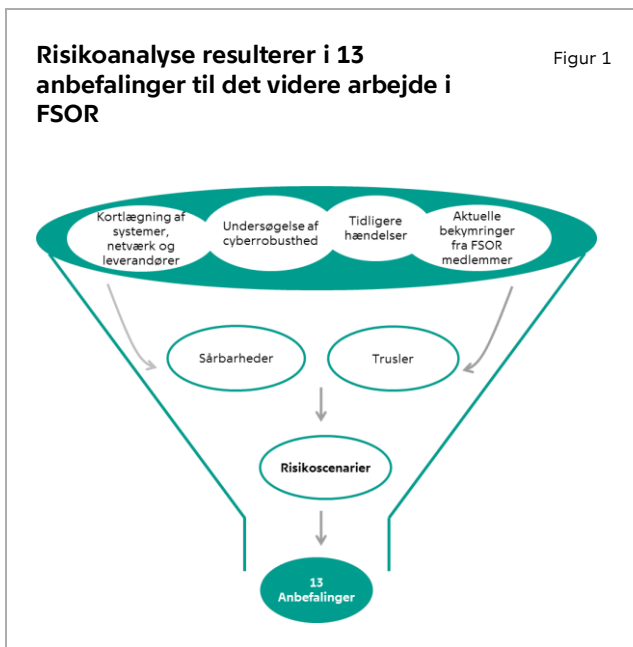 Risikoanalyse resulterer i 13
anbefalinger til det videre arbejde i
FSOR
Figur 1
Kortlægning af
systemer,
netværk og
leverandører
Undersøgelse af
cyberrobusthed
Tidligere
hændelser
Aktuelle
bekymringer
fra FSOR
medlemmer
Sårbarheder
Trusler
Risikoscenarier
13
Anbefalinger